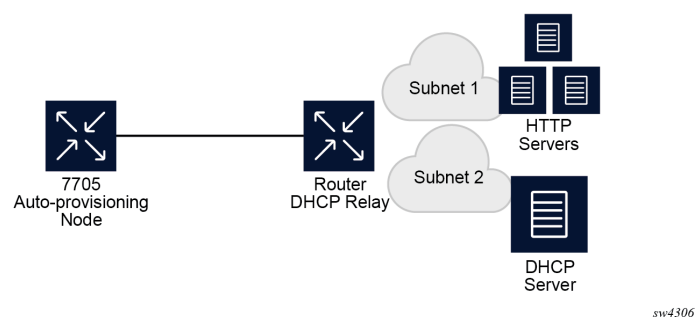 Subnet 1
HTTP
Servers
7705
Auto-provisioning
Node
Router
DHCP Relay
Subnet 2
DHCP
Server
sw4306